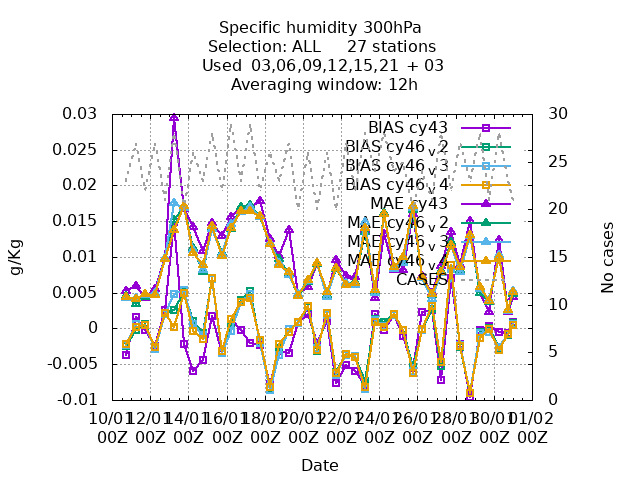 Specific humidity 300hPa
Selection: ALL 27 stations
Used 03,06,09,12,15,21 + 03
Averaging window: 12h
0.03
0.025
0.02
0.015
0.01
0.005
0
-0.005
-0.01
g/Kg
30
25
20
15
10
5
0
No cases
BIAS cy43
BIAS cy46_v_2
BIAS cy46_v_3
BIAS cy46_v_4
MAE cy43
MAE cy46_v_2
MAE cy46_v_3
MAE cy46_v_4
CASES
10/01 12/01 14/01 16/01 18/01 20/01 22/01 24/01 26/01 28/01 30/01 01/02
00Z 00Z 00Z 00Z 00Z 00Z 00Z 00Z 00Z 00Z 00Z 00Z
Date